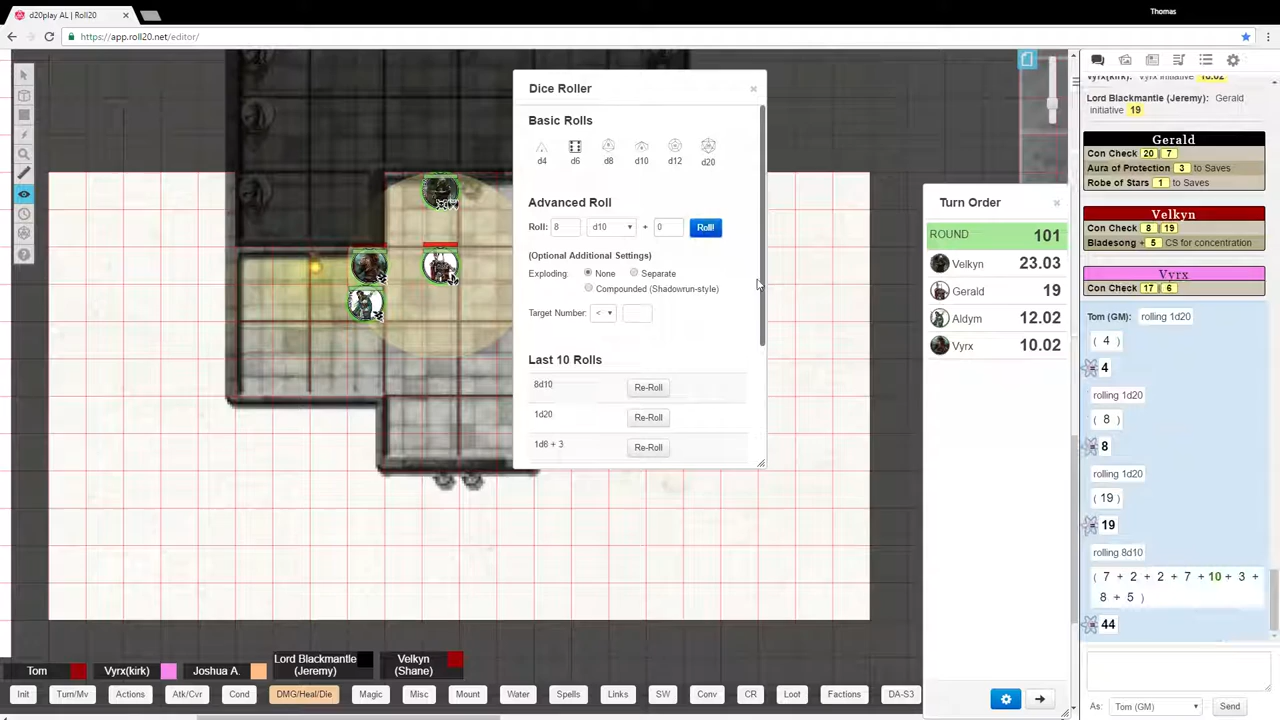 d20play AL | Roll20
Thomas
https://app.roll20.net/editor/
Dice Roller
Basic Rolls
d4 d6 d8 d10 d12 d20
Advanced Roll
Roll: 8 d10 + 0 Roll!
(Optional Additional Settings)
Exploding: None Separate
Compounded (Shadowrun-style)
Target Number: <
Last 10 Rolls
8d10 Re-Roll
1d20 Re-Roll
1d8 + 3 Re-Roll
Turn Order
ROUND 101
Velkyn 23.03
Gerald 19
Aldym 12.02
Vyrx 10.02
Vyrx(kirk): Vyrx initiative 10.02
Lord Blackmantle (Jeremy): Gerald
initiative 19
Gerald
Con Check 20 7
Aura of Protection 3 to Saves
Robe of Stars 1 to Saves
Velkyn
Con Check 8 19
Bladesong + 5 CS for concentration
Vyrx
Con Check 17 6
Tom (GM): rolling 1d20
( 4 )
4
rolling 1d20
( 8 )
8
rolling 1d20
( 19 )
19
rolling 8d10
( 7 + 2 + 2 + 7 + 10 + 3 +
8 + 5 )
44
As: Tom (GM) Send
Tom
Vyrx(kirk)
Joshua A.
Lord Blackmantle
(Jeremy)
Velkyn
(Shane)
Init Turn/Mv Actions Atk/Cvr Cond DMG/Heal/Die Magic Misc Mount Water Spells Links SW Conv CR Loot Factions DA-S3